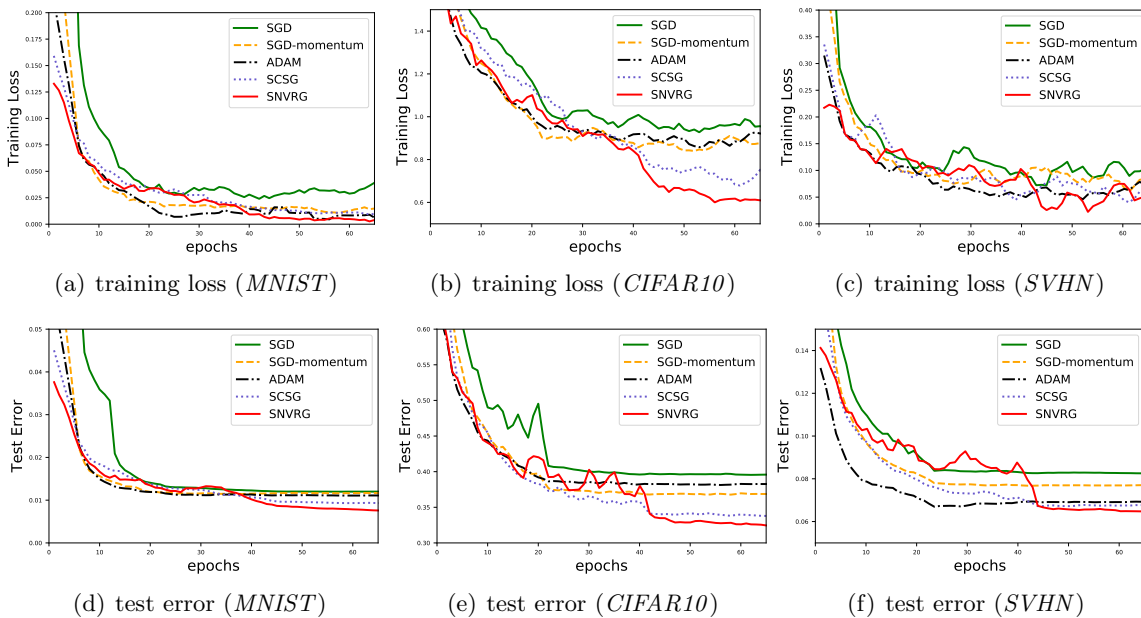 0.200
0.175
0.150
0.125
0.100
0.075
0.050
0.025
0.000
Training Loss
SGD
SGD-momentum
ADAM
SCSG
SNVRG
0 10 20 30 40 50 60
epochs
(a) training loss (MNIST)
1.4
1.2
1.0
0.8
0.6
Training Loss
SGD
SGD-momentum
ADAM
SCSG
SNVRG
0 10 20 30 40 50 60
epochs
(b) training loss (CIFAR10)
0.40
0.35
0.30
0.25
0.20
0.15
0.10
0.05
0.00
Training Loss
SGD
SGD-momentum
ADAM
SCSG
SNVRG
0 10 20 30 40 50 60
epochs
(c) training loss (SVHN)
0.05
0.04
0.03
0.02
0.01
0.00
Test Error
SGD
SGD-momentum
ADAM
SCSG
SNVRG
0 10 20 30 40 50 60
epochs
(d) test error (MNIST)
0.60
0.55
0.50
0.45
0.40
0.35
0.30
Test Error
SGD
SGD-momentum
ADAM
SCSG
SNVRG
0 10 20 30 40 50 60
epochs
(e) test error (CIFAR10)
0.14
0.12
0.10
0.08
0.06
Test Error
SGD
SGD-momentum
ADAM
SCSG
SNVRG
0 10 20 30 40 50 60
epochs
(f) test error (SVHN)